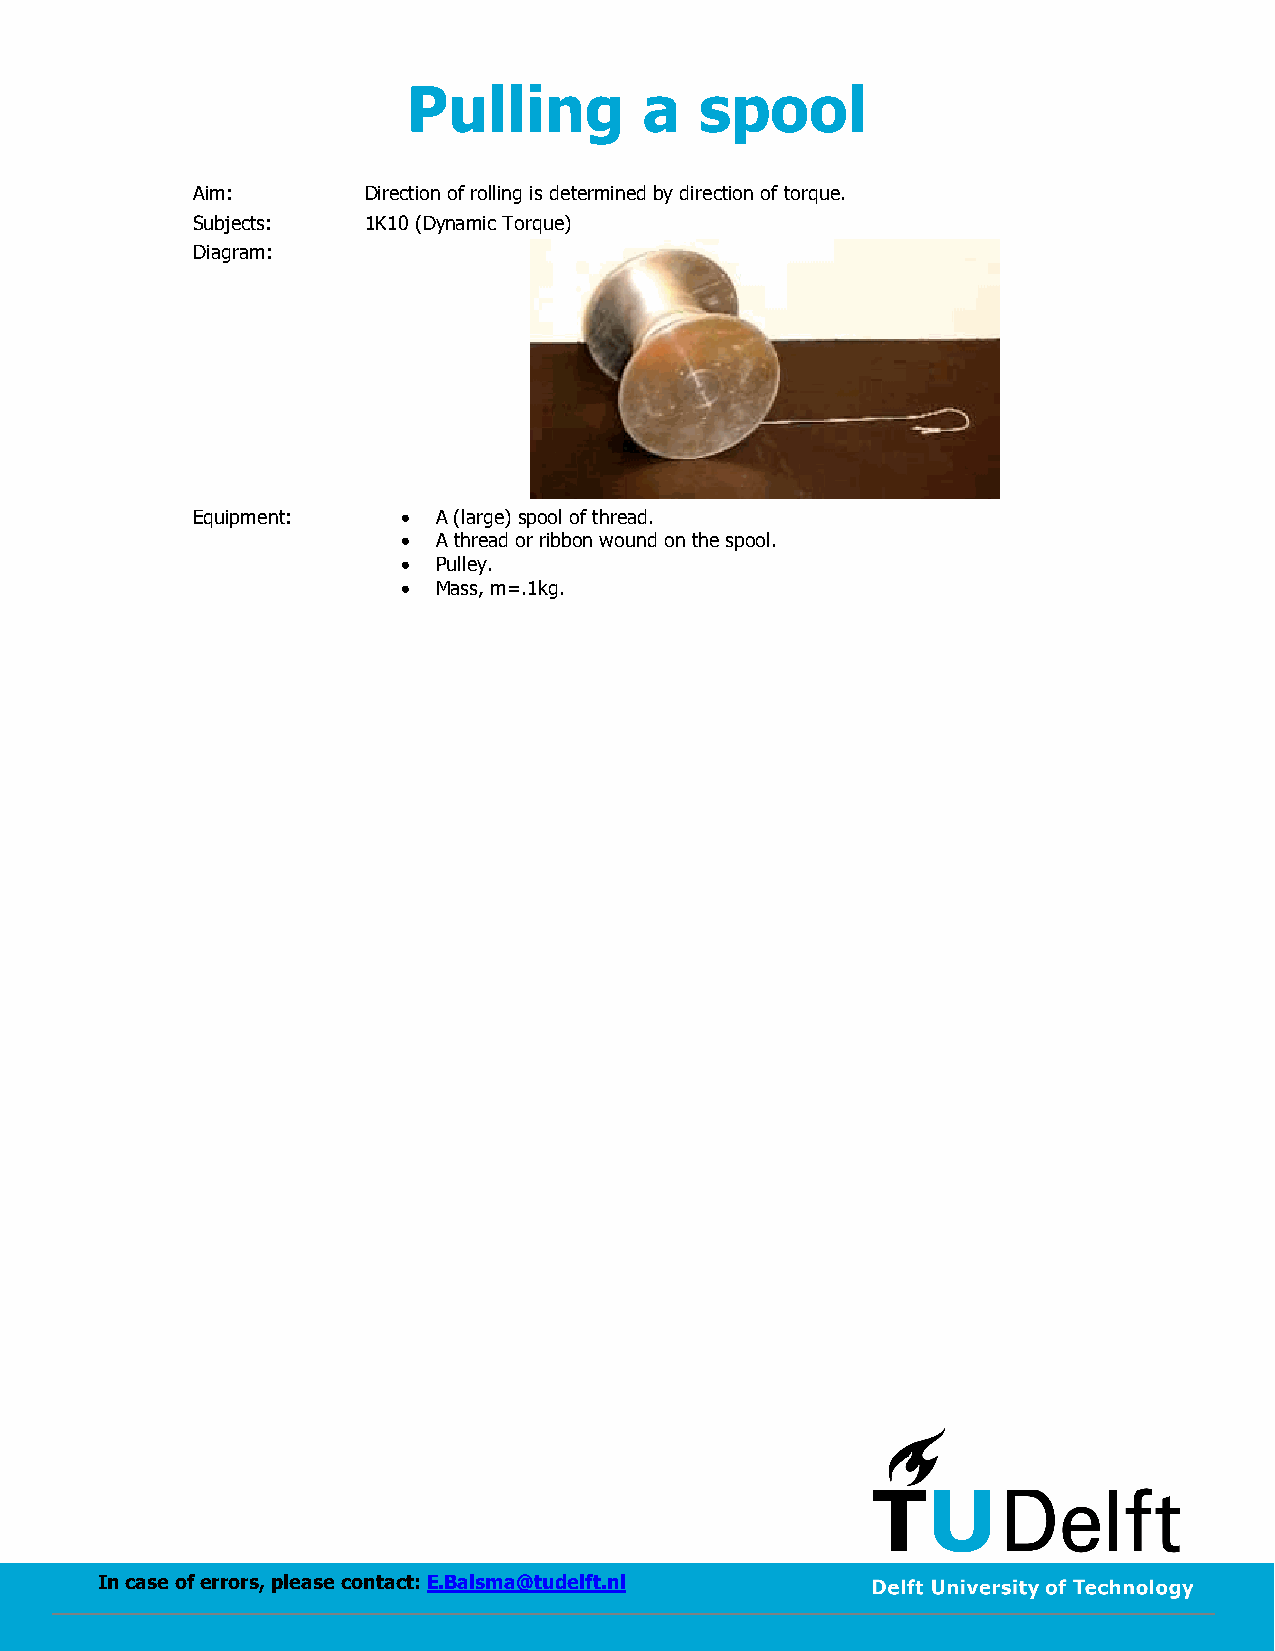 Pulling a spool
Aim: Direction of rolling is determined by direction of torque.
Subjects: 1K10 (Dynamic Torque)
Diagram:
Equipment: • A (large) spool of thread.
• A thread or ribbon wound on the spool.
• Pulley.
• Mass, m=.1kg.
TUDelft
In case of errors, please contact: E.Balsma@tudelft.nl
Delft University of Technology